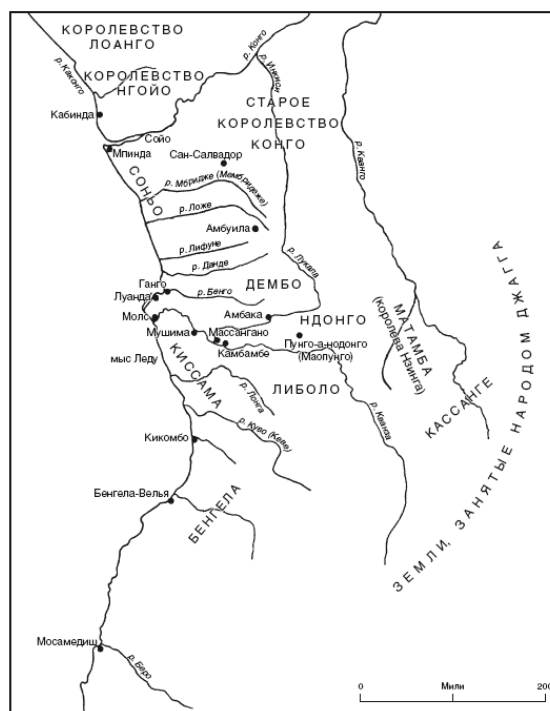 КОРОЛЕВСТВО
ЛОАНГО
р. Конго
р. Каконго
КОРОЛЕВСТВО
НГОЙО
р. Инкиси
СТАРОЕ
КОРОЛЕВСТВО
КОНГО
Кабинда
Сойо
Мпинда
Сан-Салвадор
р. Кванго
СОНЬО
р. Мбридже (Мембридеже)
р. Ложе
Амбуила
р. Лифуне
р. Данде
р. Лукала
Ганго
ДЕМБО
Луанда
р. Бенго
Амбака
НДОНГО
Молс
Мушима
Массангано
Камбамбе
Пунго-а-нодонго
(Маопунго)
МАТАМБА
(королева Нзинга)
мыс Леду
КИССАМА
ЛИБОЛО
р. Лонга
р. Кванза
КАССАНГЕ
р. Куво (Кеве)
Кикомбо
Бенгела-Велья
БЕНГЕЛА
ЗЕМЛИ, ЗАНЯТЫЕ НАРОДОМ ДЖАГГА
Мосамедиш
р. Беро
0 Мили 200